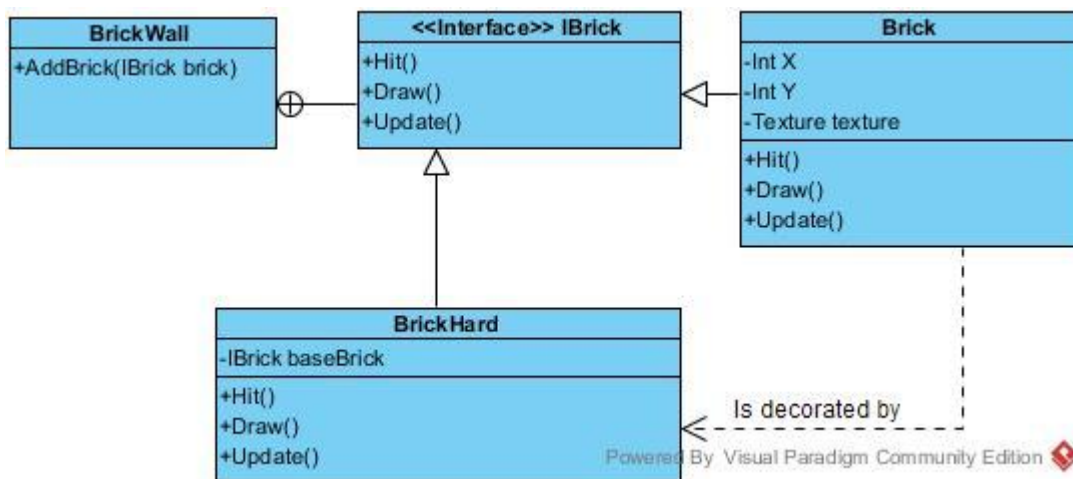 BrickWall
+AddBrick(IBrick brick)
<<Interface>> IBrick
+Hit()
+Draw()
+Update()
Brick
-Int X
-Int Y
-Texture texture
+Hit()
+Draw()
+Update()
BrickHard
-IBrick baseBrick
+Hit()
+Draw()
+Update()
Is decorated by
Powered By Visual Paradigm Community Edition